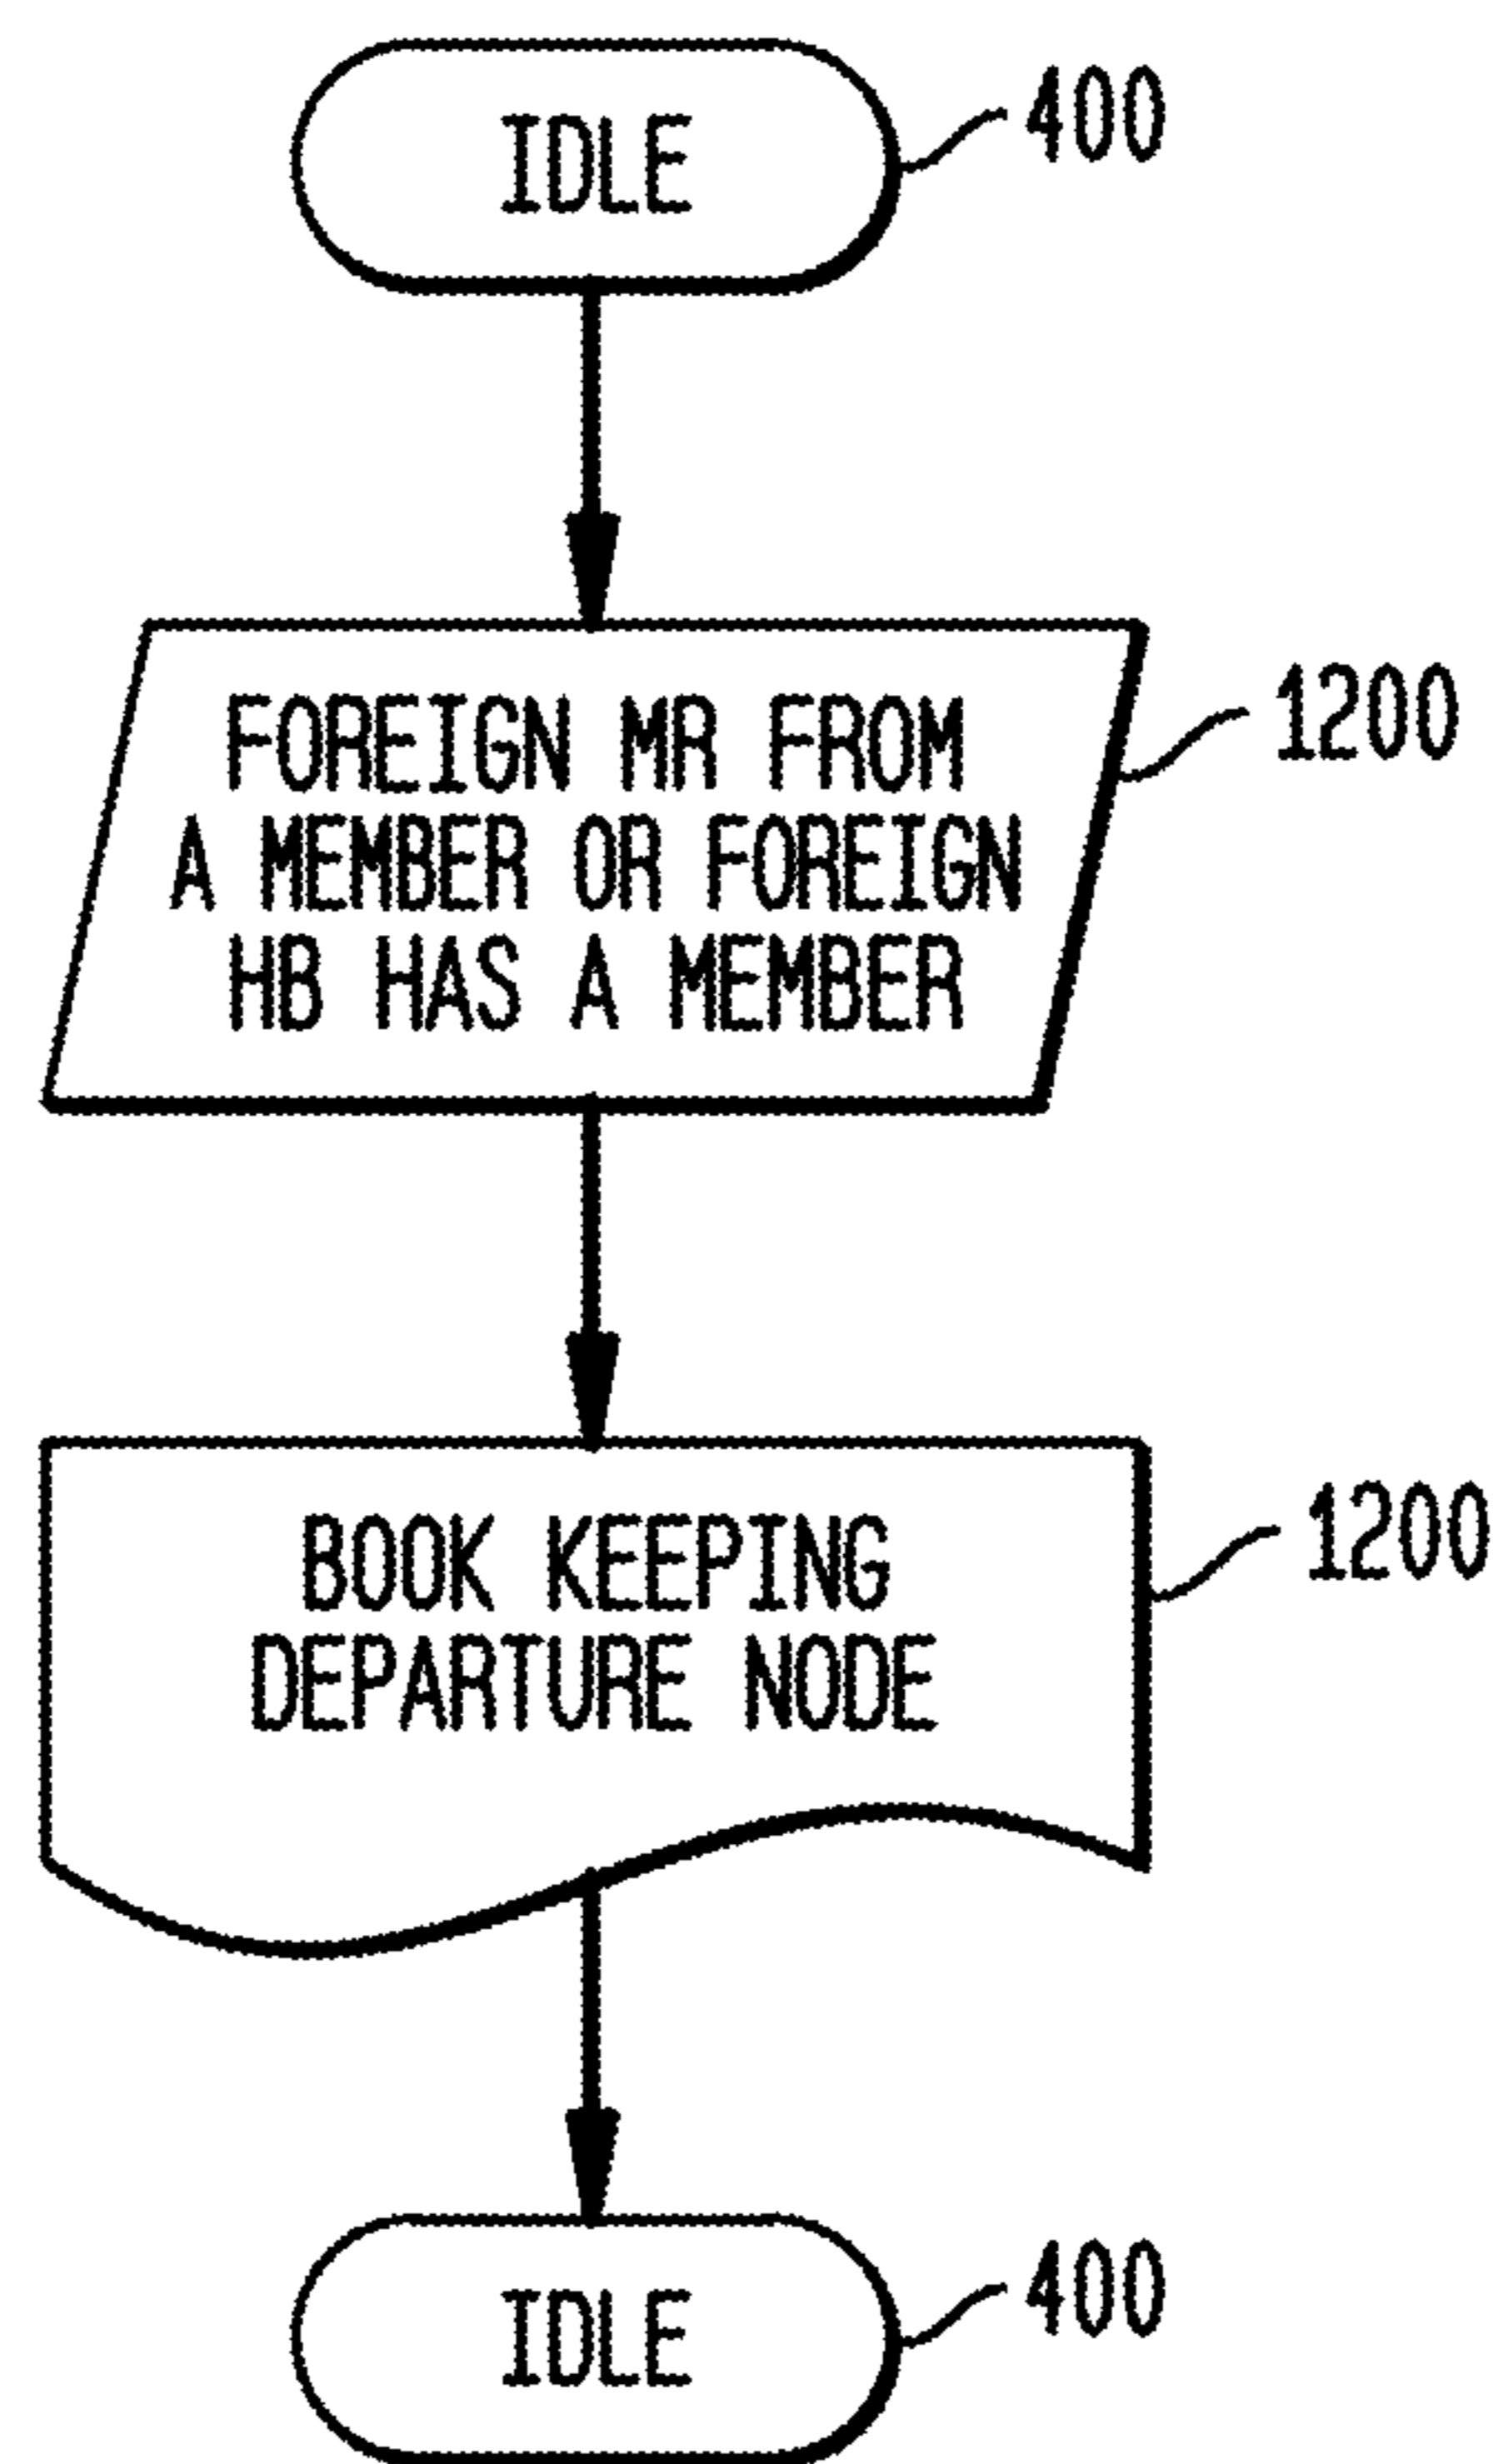 IDLE
400
FOREIGN MR FROM
1200
A MEMBER OR FOREIGN
HB HAS A MEMBER
BOOK KEEPING
1200
DEPARTURE NODE
IDLE
400